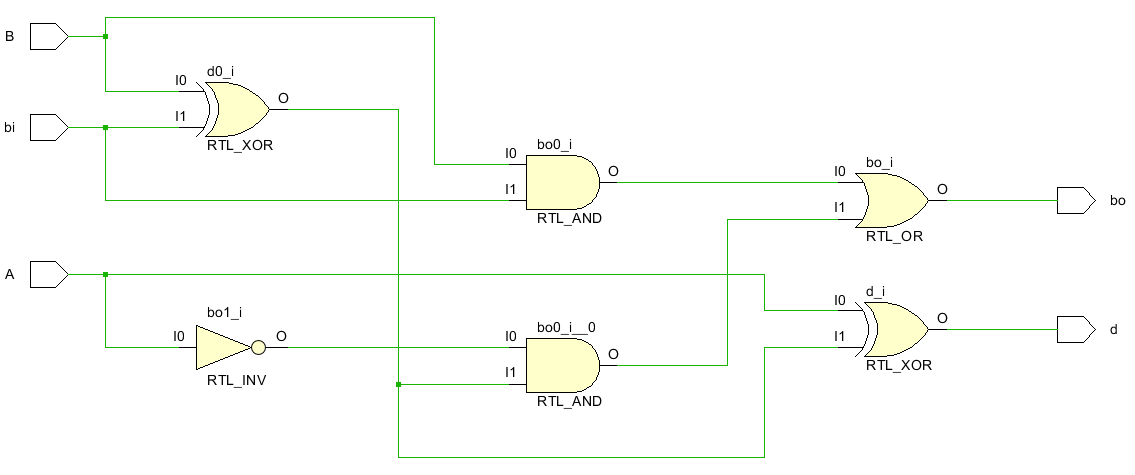 B
bi
A
d0_i
I0
I1
O
RTL_XOR
bo1_i
I0
O
RTL_INV
bo0_i
I0
I1
O
RTL_AND
bo0_i__0
I0
I1
O
RTL_AND
bo_i
I0
I1
O
RTL_OR
d_i
I0
I1
O
RTL_XOR
bo
d